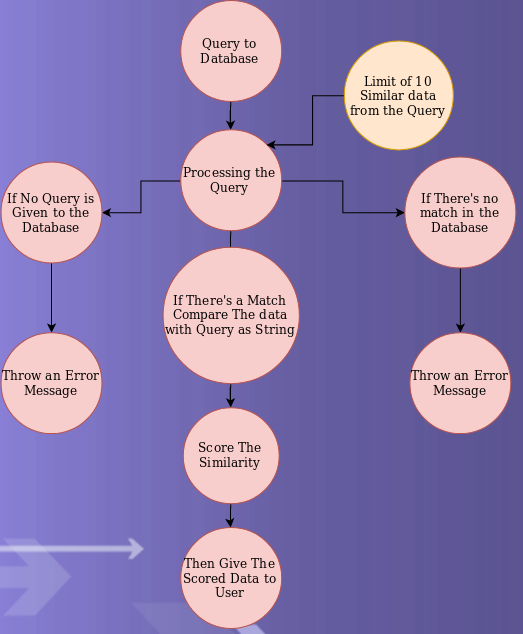 Query to
Database
Limit of 10
Similar data
from the Query
Processing the
Query
If No Query is
Given to the
Database
If There's no
match in the
Database
If There's a Match
Compare The data
with Query as String
Throw an Error
Message
Throw an Error
Message
Score The
Similarity
Then Give The
Scored Data to
User